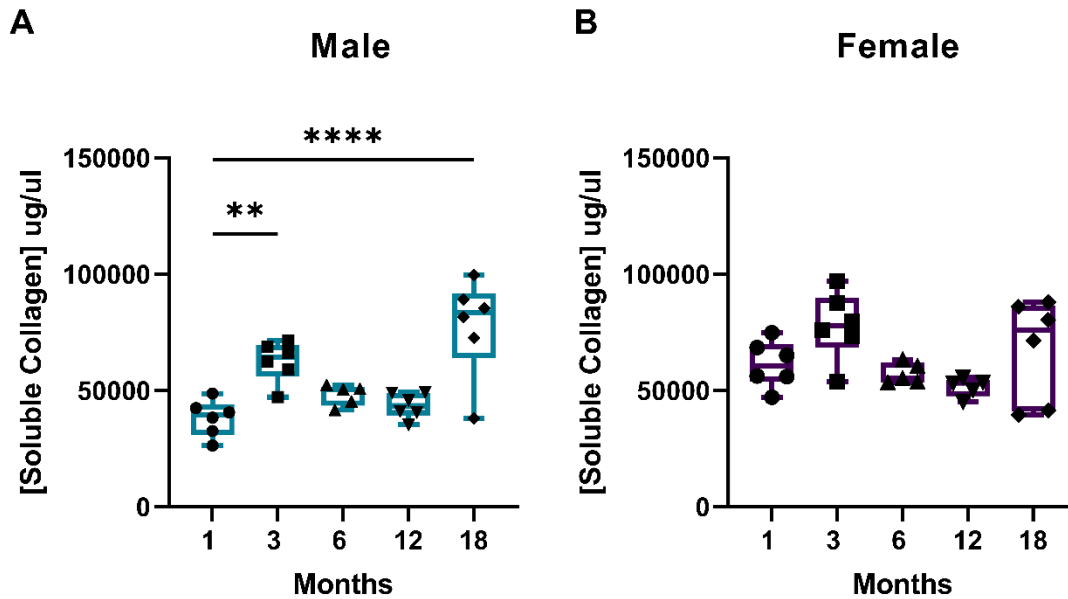 A
Male
****
**
[Soluble Collagen] ug/ul
150000
100000
50000
0
1 3 6 12 18
Months
B
Female
[Soluble Collagen] ug/ul
150000
100000
50000
0
1 3 6 12 18
Months